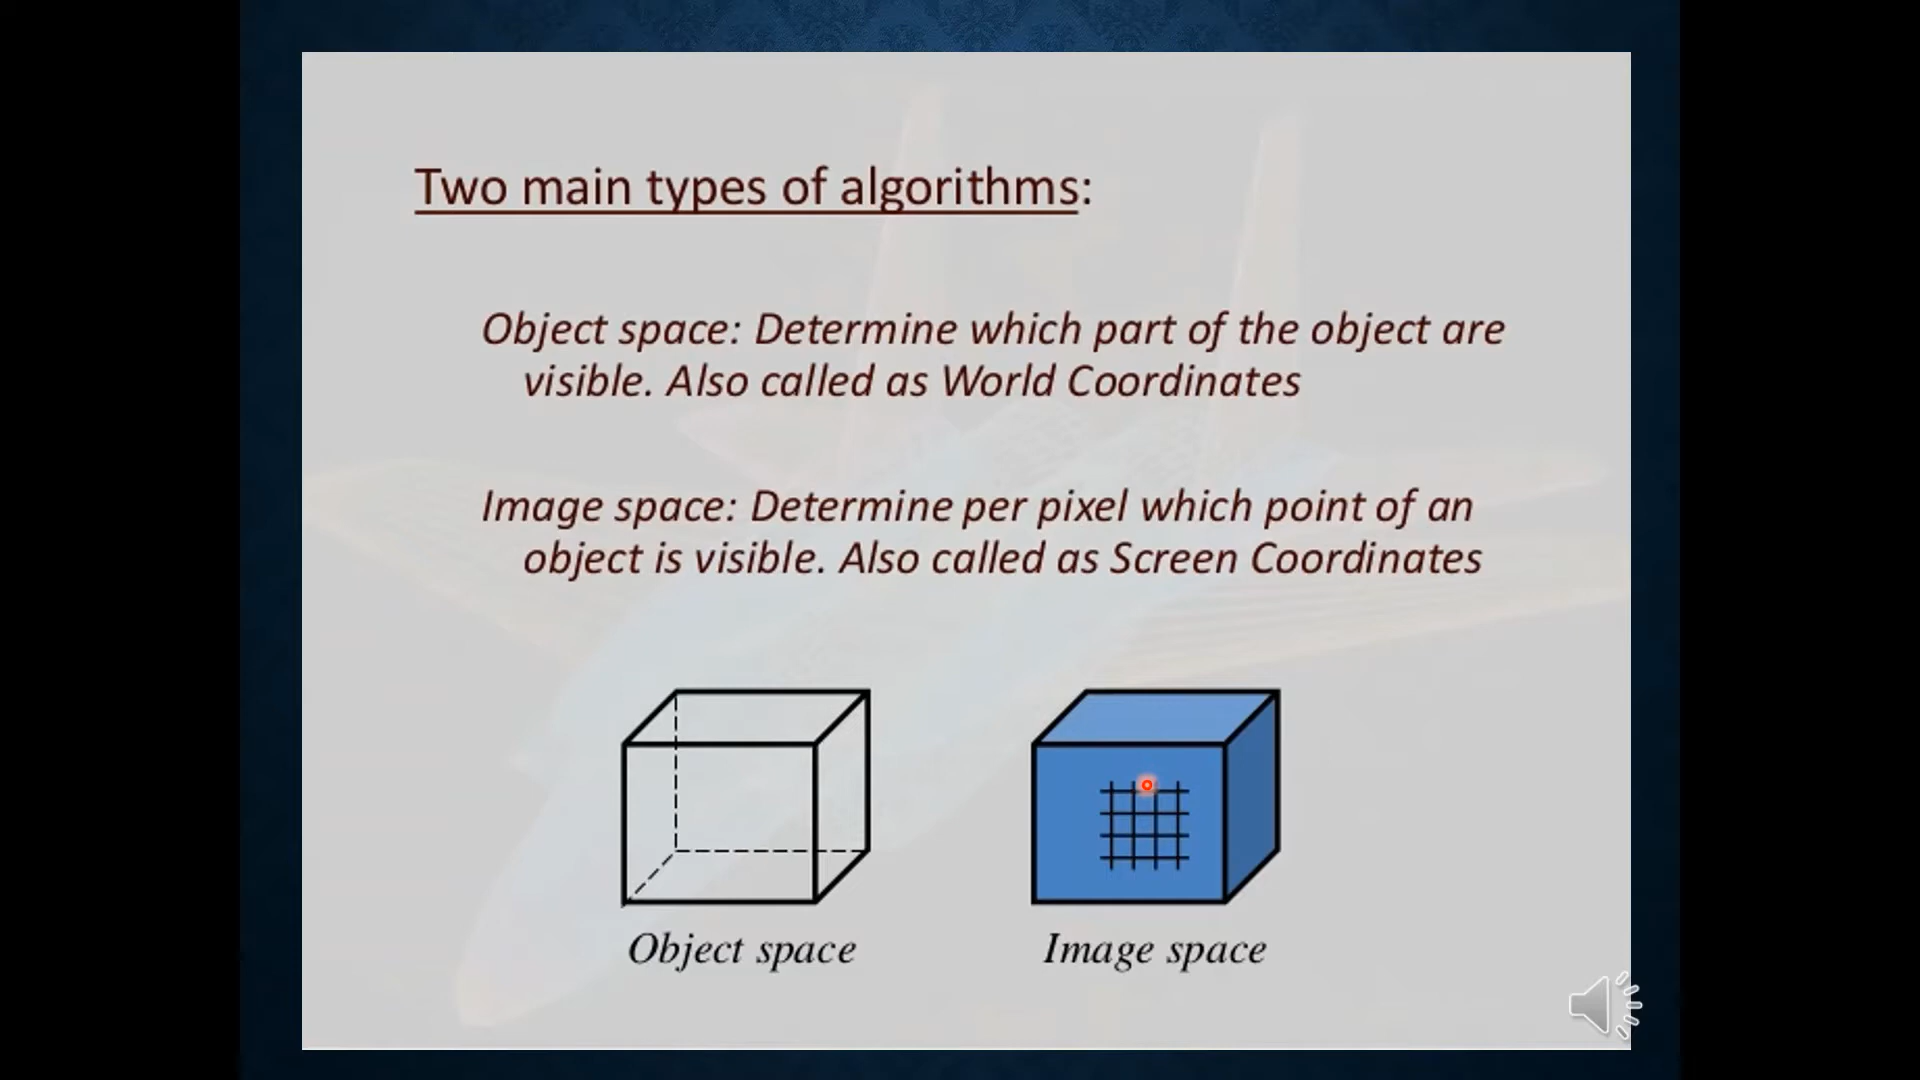 Two main types of algorithms:
Object space: Determine which part of the object are
visible. Also called as World Coordinates
Image space: Determine per pixel which point of an
object is visible. Also called as Screen Coordinates
Object space
Image space